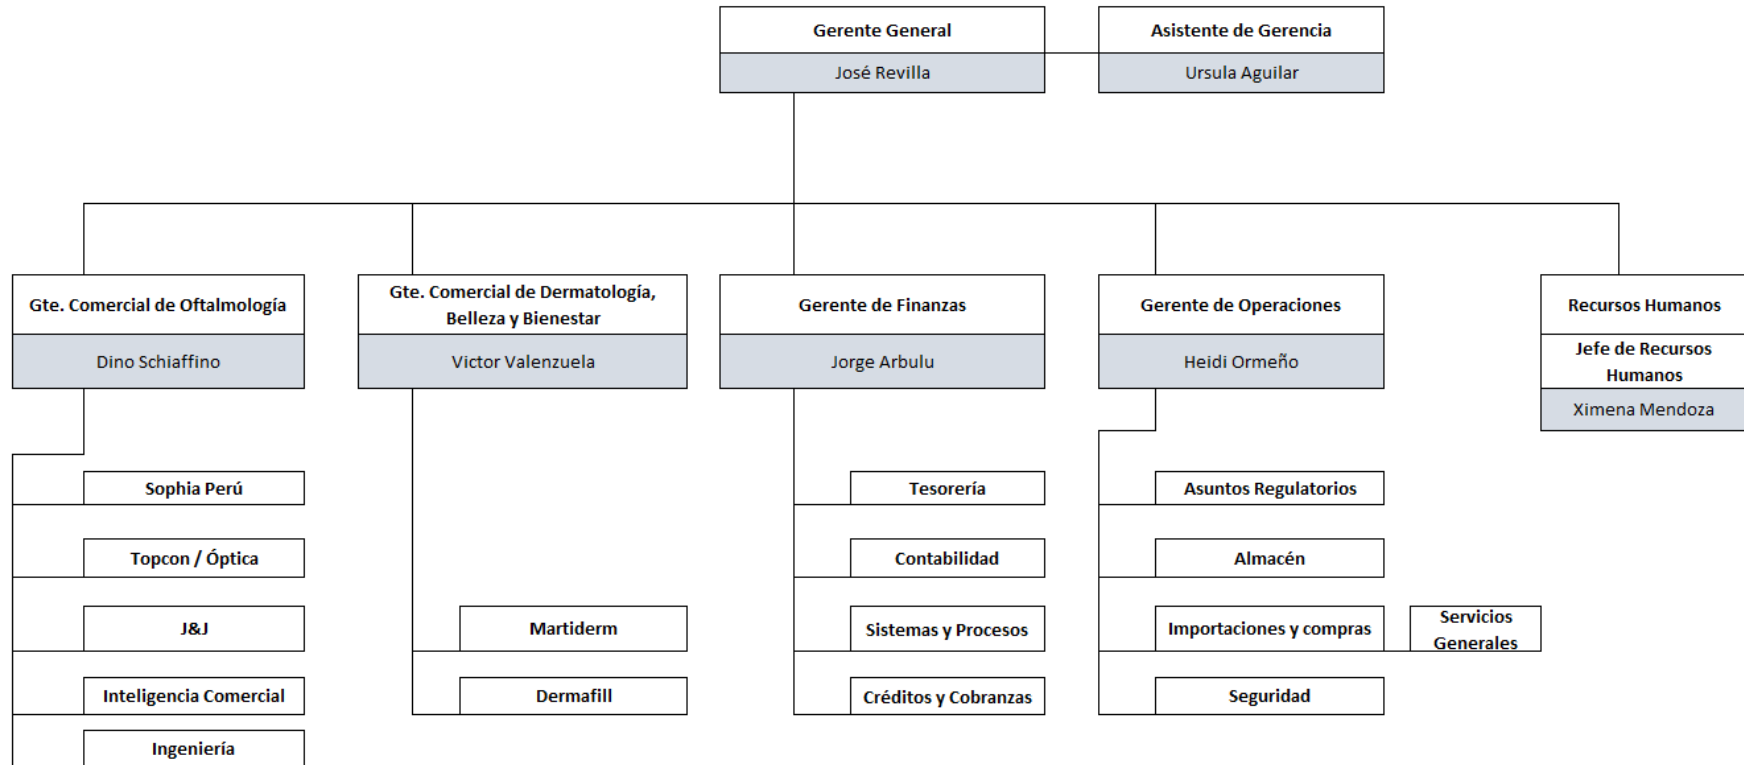 Gerente General
José Revilla
Asistente de Gerencia
Ursula Aguilar
Gte. Comercial de Oftalmología
Dino Schiaffino
Gte. Comercial de Dermatología,
Belleza y Bienestar
Victor Valenzuela
Gerente de Finanzas
Jorge Arbulu
Gerente de Operaciones
Heidi Ormeño
Recursos Humanos
Jefe de Recursos
Humanos
Ximena Mendoza
Sophia Perú
Topcon / Óptica
J&J
Inteligencia Comercial
Ingeniería
Martiderm
Dermafill
Tesorería
Contabilidad
Sistemas y Procesos
Créditos y Cobranzas
Asuntos Regulatorios
Almacén
Importaciones y compras
Servicios
Generales
Seguridad